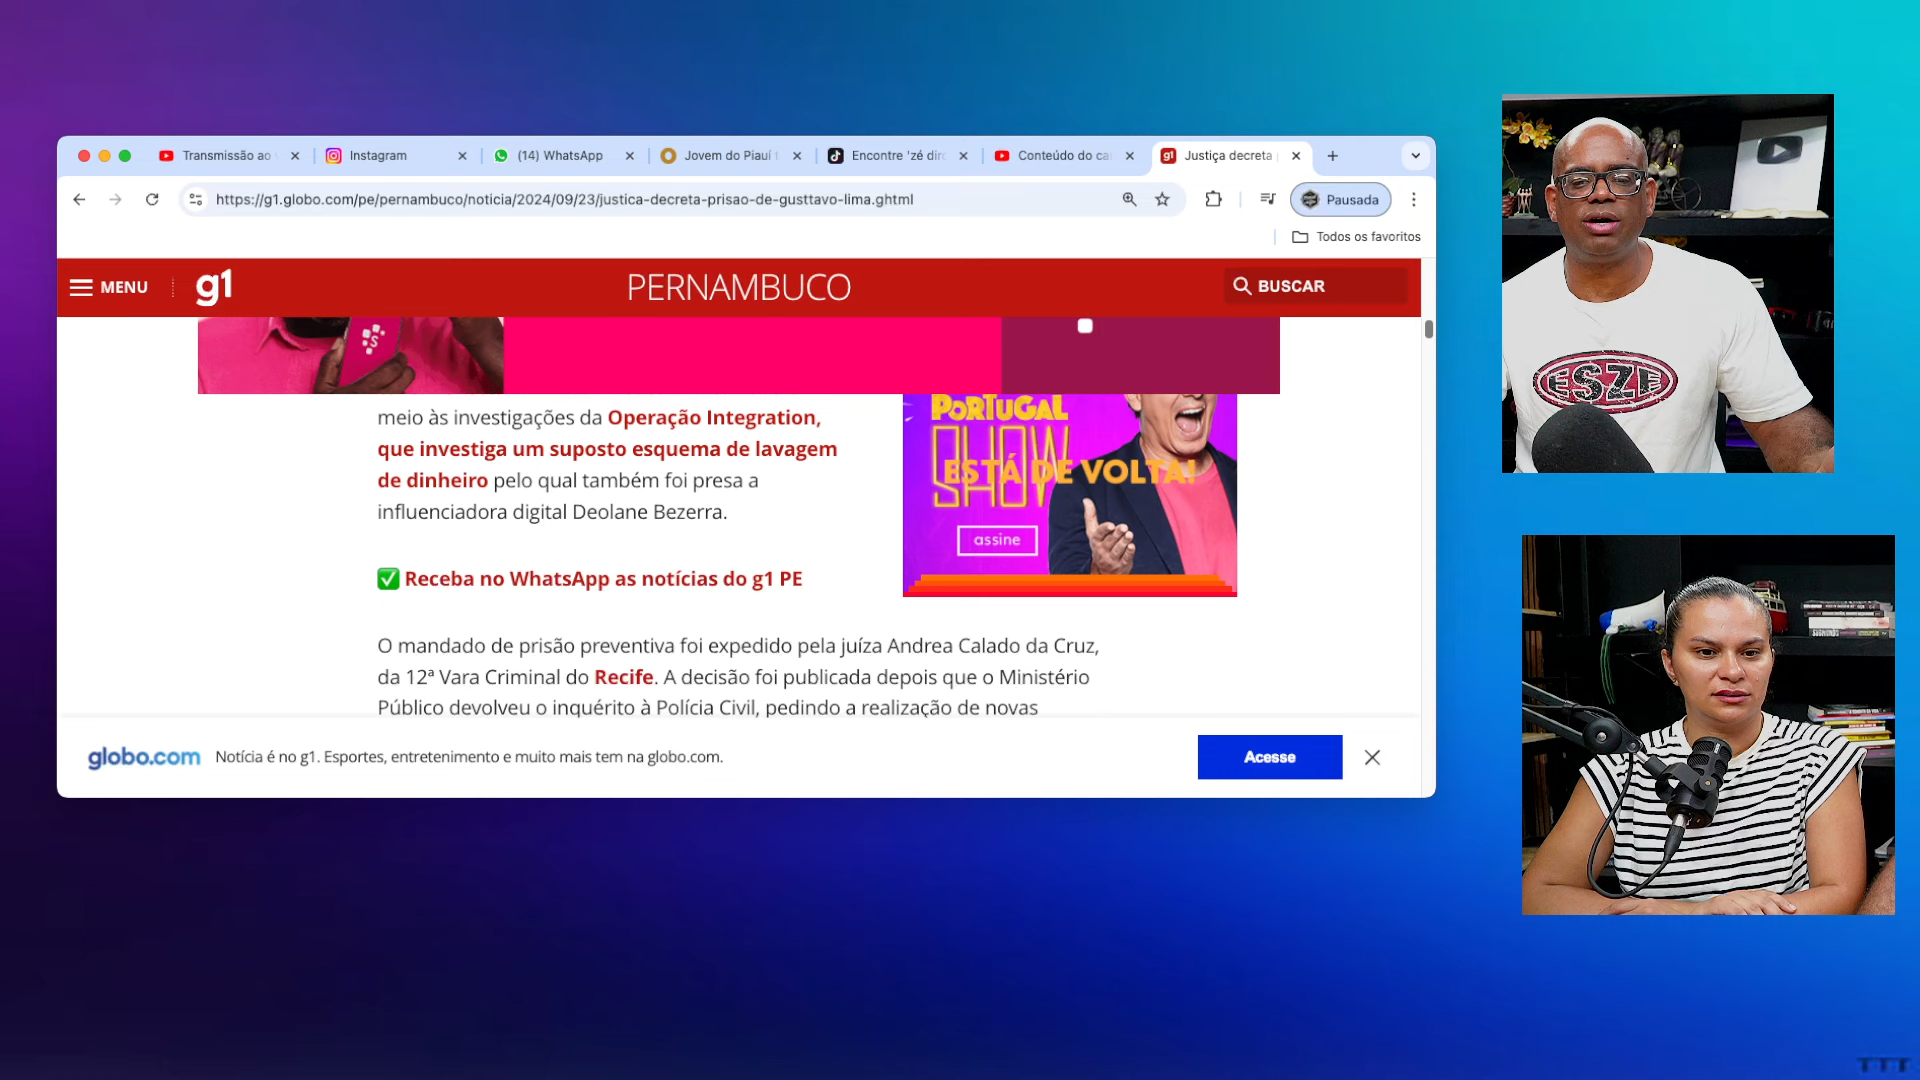 Transmissão ao
Instagram
(14) WhatsApp
Jovem do Piauí
Encontre 'zé dir
Conteúdo do ca
g1 Justiça decreta
https://g1.globo.com/pe/pernambuco/noticia/2024/09/23/justica-decreta-prisao-de-gusttavo-lima.ghtml
Pausada
Todos os favoritos
MENU
g1
PERNAMBUCO
BUSCAR
meio às investigações da Operação Integration,
que investiga um suposto esquema de lavagem
de dinheiro pelo qual também foi presa a
influenciadora digital Deolane Bezerra.
PORTUGAL
SHOW
ESTÁ DE VOLTA!
assine
✅ Receba no WhatsApp as notícias do g1 PE
O mandado de prisão preventiva foi expedido pela juíza Andrea Calado da Cruz,
da 12ª Vara Criminal do Recife. A decisão foi publicada depois que o Ministério
Público devolveu o inquérito à Polícia Civil, pedindo a realização de novas
globo.com
Notícia é no g1. Esportes, entretenimento e muito mais tem na globo.com.
Acesse
ESZE